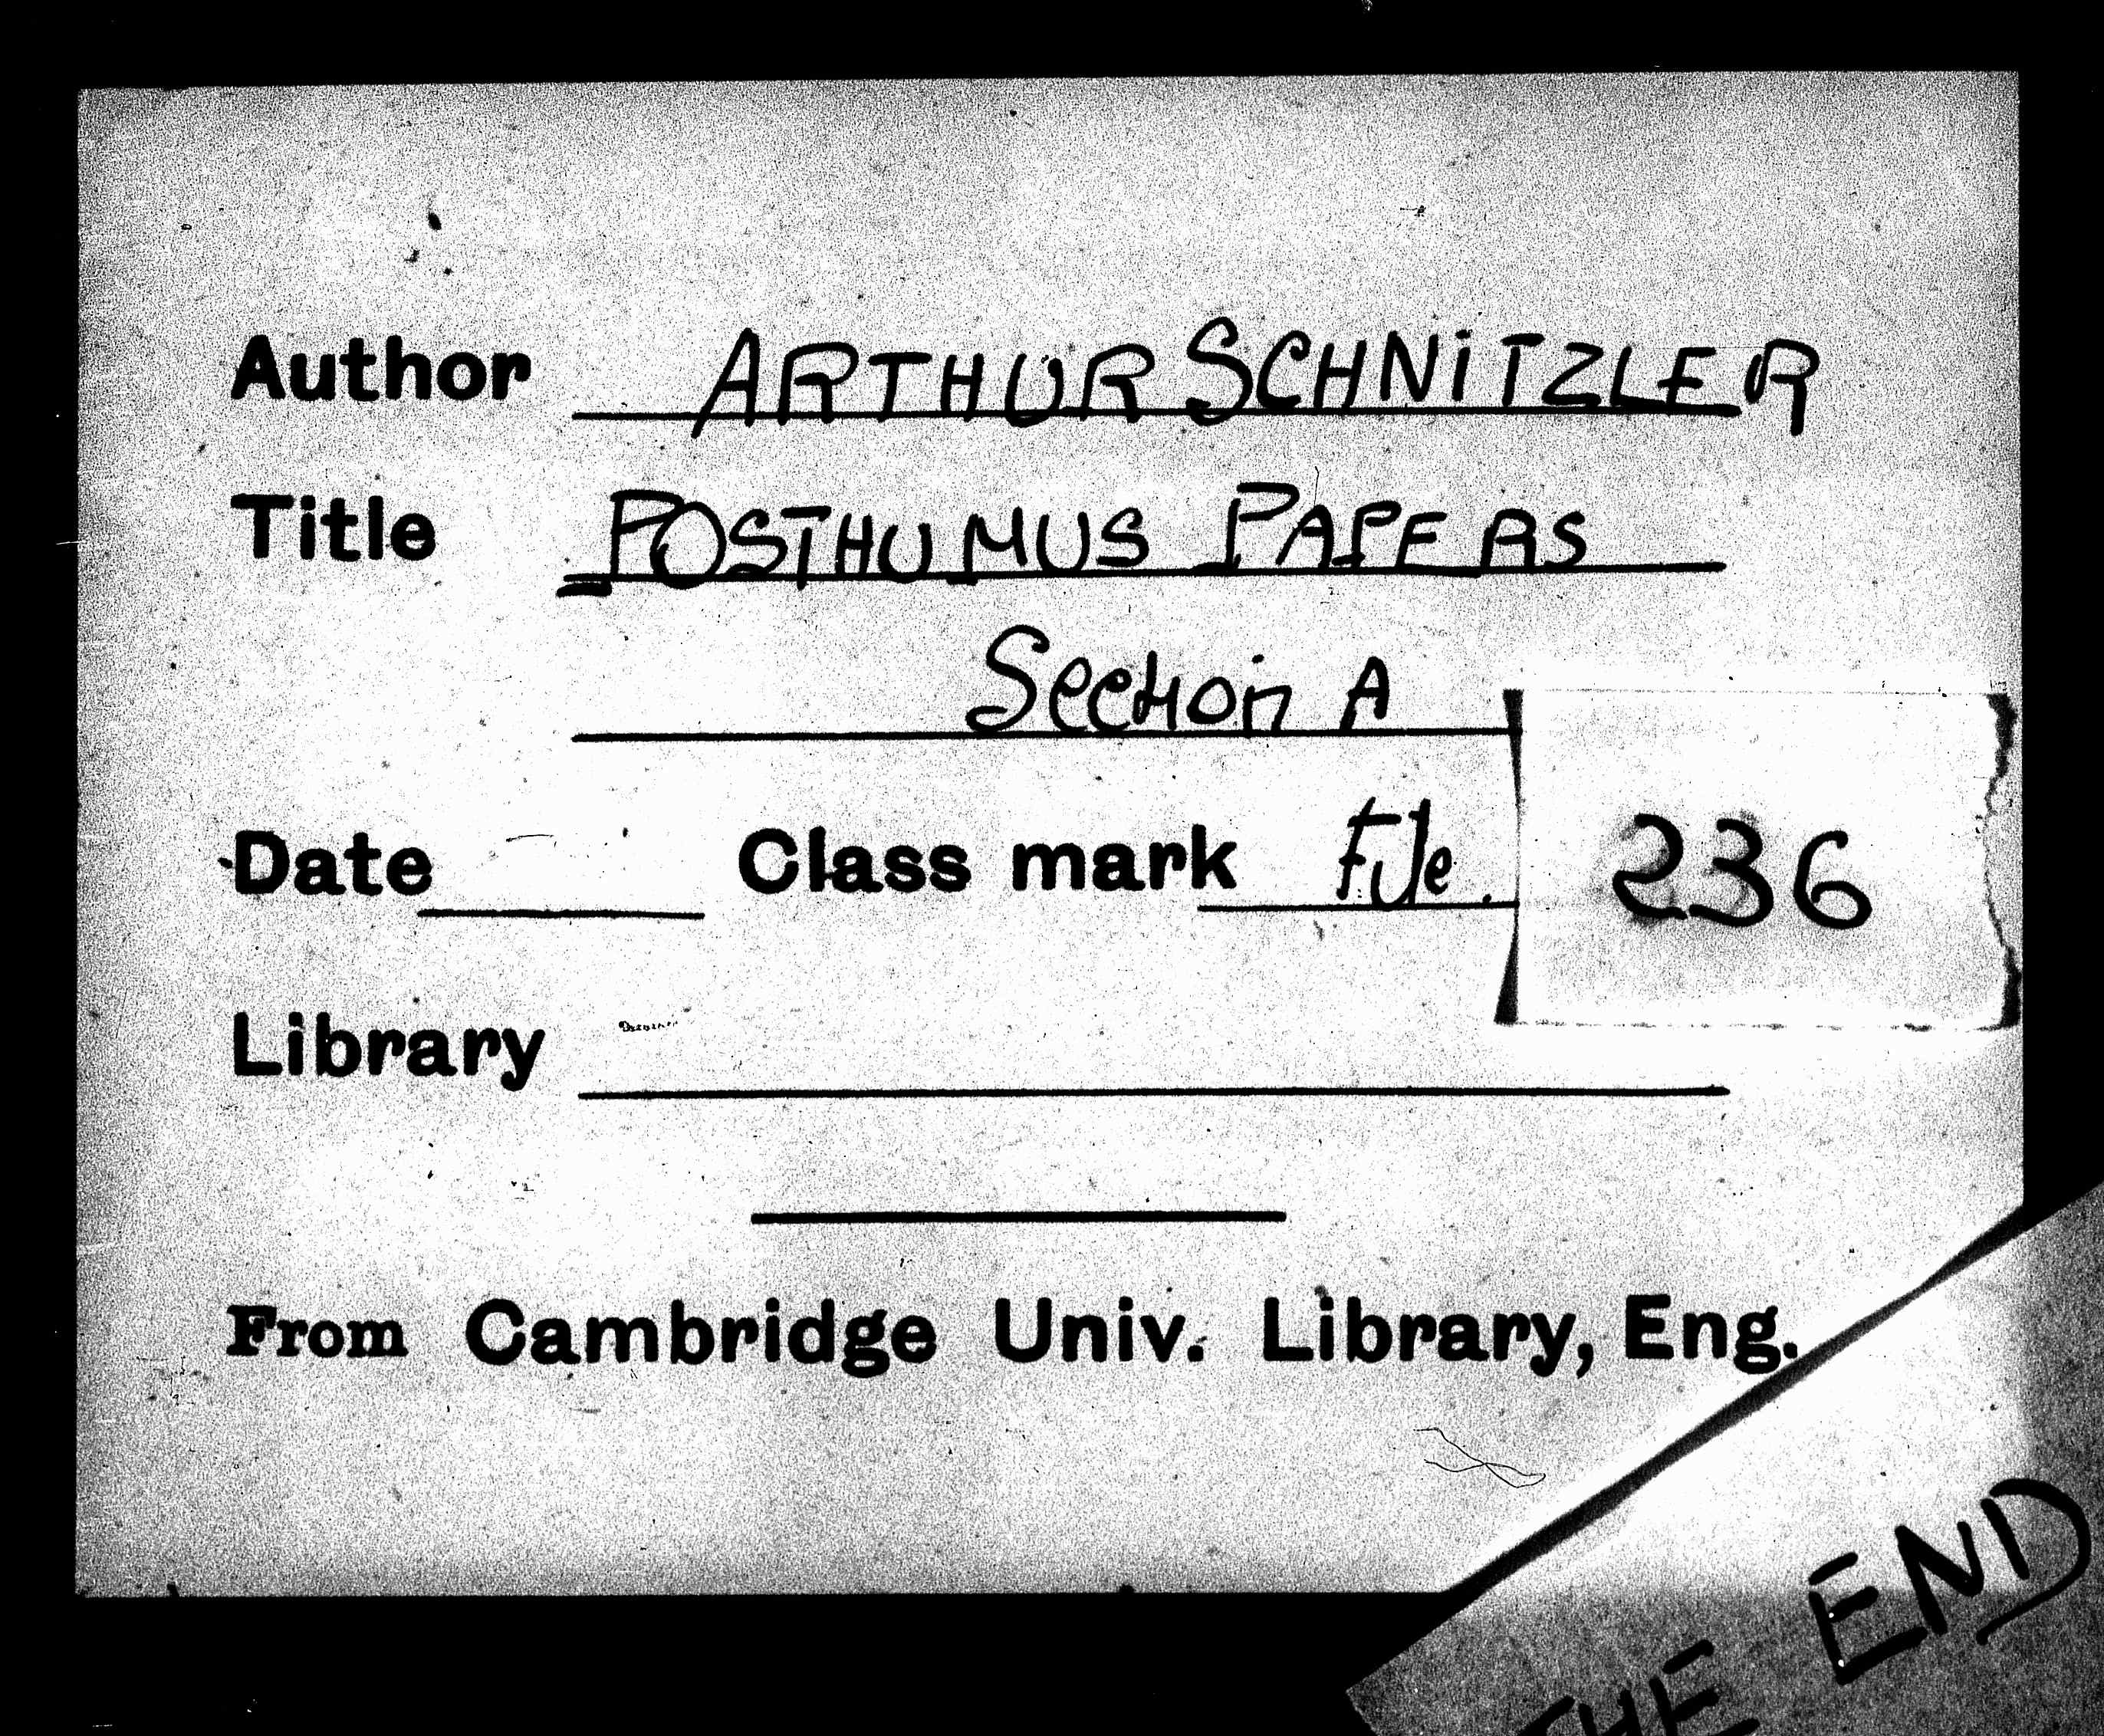 Author ARTHUR SCHNiTZLER
Title POSTHUMUS PAPERS
Section A
Date Class mark File. 236
Library
From Cambridge Univ. Library, Eng.
THE END